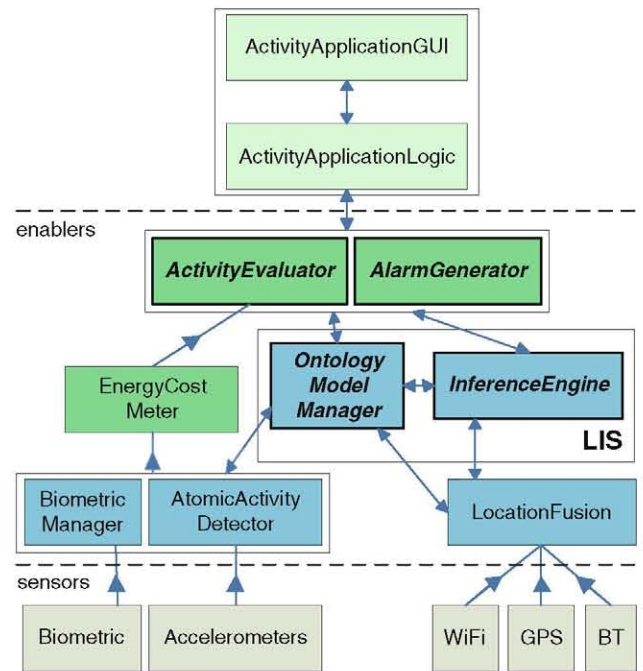 ActivityApplicationGUI
ActivityApplicationLogic
enablers
ActivityEvaluator
AlarmGenerator
Ontology
Model
Manager
InferenceEngine
LIS
EnergyCost
Meter
Biometric
Manager
AtomicActivity
Detector
LocationFusion
sensors
Biometric
Accelerometers
WiFi
GPS
BT